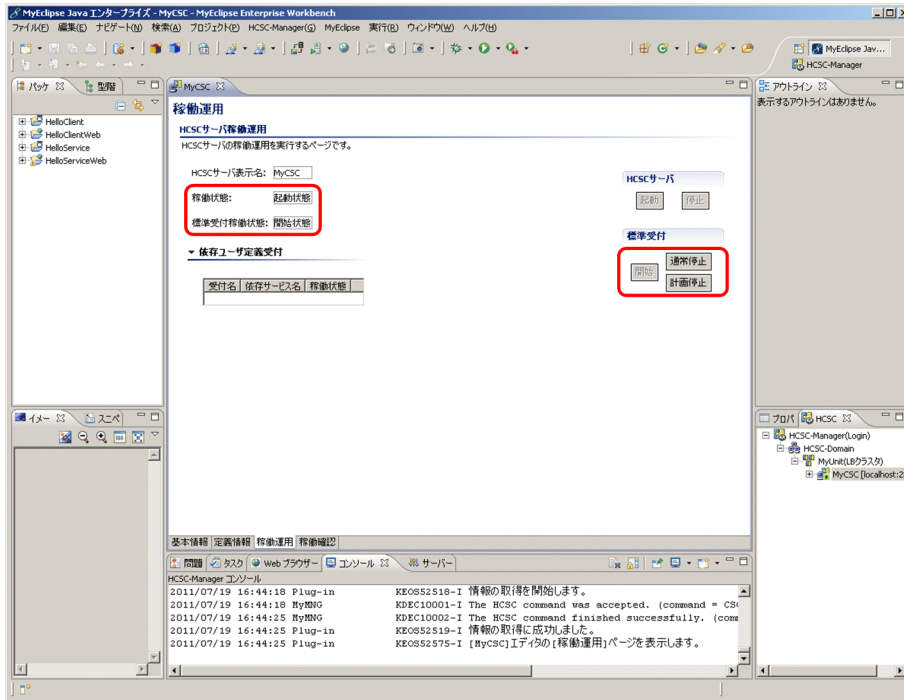 MyEclipse Java エンタープライズ - MyCSC - MyEclipse Enterprise Workbench
ファイル(F) 編集(E) ナビゲート(N) 検索(A) プロジェクト(P) HCSC-Manager(G) MyEclipse 実行(R) ウィンドウ(W) ヘルプ(H)
MyEclipse Jav...
HCSC-Manager
パッケ
型階
HelloClient
HelloClientWeb
HelloService
HelloServiceWeb
MyCSC
稼働運用
HCSCサーバ稼働運用
HCSCサーバの稼働運用を実行するページです。
HCSCサーバ表示名: MyCSC
稼働状態: 起動状態
標準受付稼働状態: 開始状態
依存ユーザ定義受付
受付名 依存サービス名 稼働状態
HCSCサーバ
起動 停止
標準受付
開始
通常停止
計画停止
基本情報 定義情報 稼働運用 稼働確認
アウトライン
表示するアウトラインはありません。
イメー
スニペ
プロパ
HCSC
HCSC-Manager(Login)
HCSC-Domain
MyUnit(LBクラスタ)
MyCSC [localhost:2
問題 タスク Web ブラウザー コンソール サーバー
HCSC-Manager コンソール
2011/07/19 16:44:18 Plug-in KEOS52518-I 情報の取得を開始します。
2011/07/19 16:44:18 MyMNG KDEC10001-I The HCSC command was accepted. (command = CS
2011/07/19 16:44:25 MyMNG KDEC10002-I The HCSC command finished successfully. (com
2011/07/19 16:44:25 Plug-in KEOS52519-I 情報の取得に成功しました。
2011/07/19 16:44:25 Plug-in KEOS52575-I [MyCSC]エディタの[稼働運用]ページを表示します。